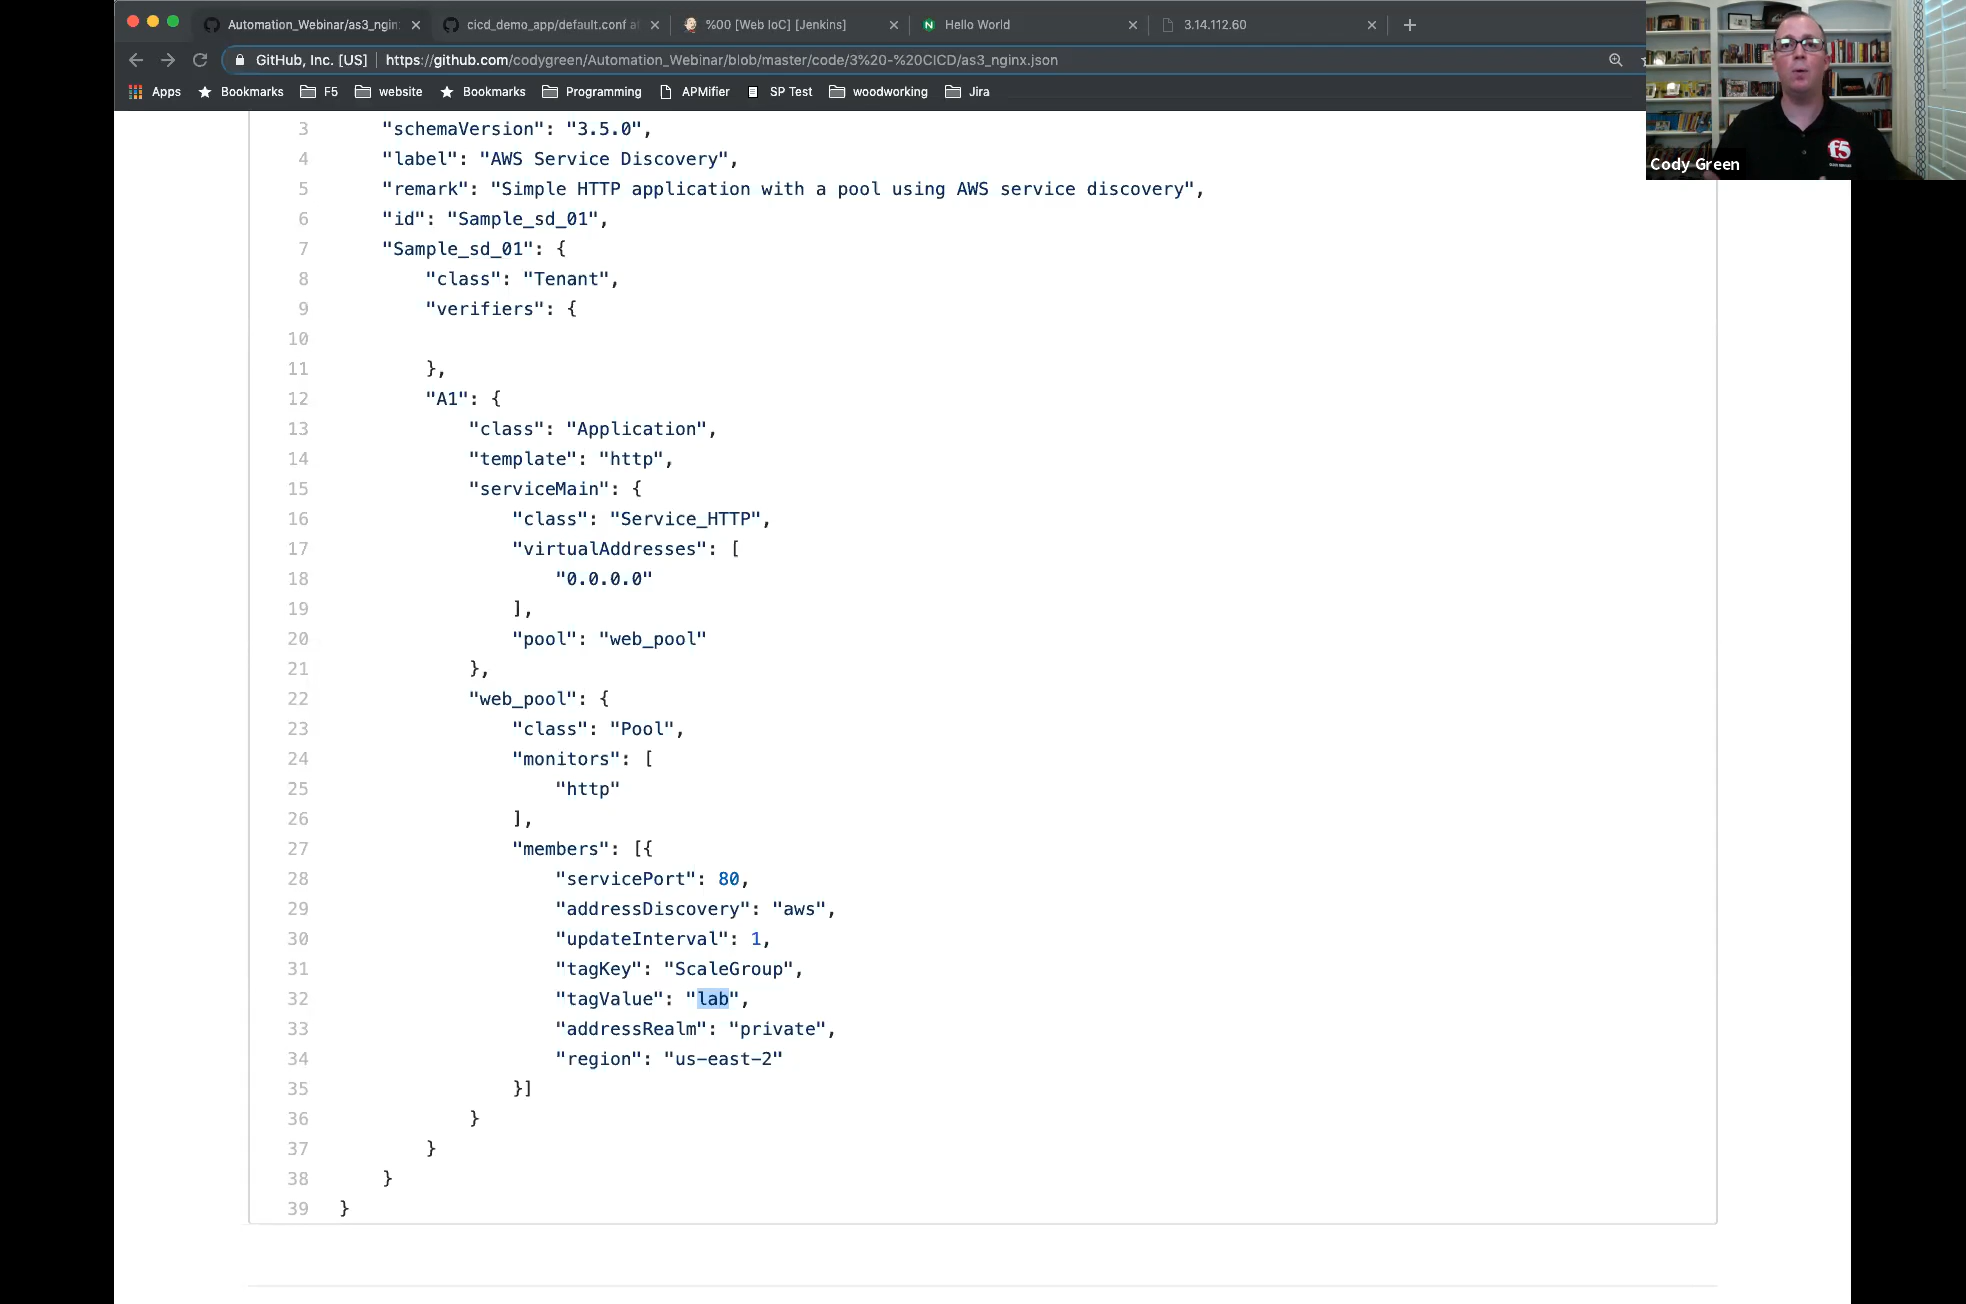 Automation_Webinar/as3_ngin
cicd_demo_app/default.conf at
%00 [Web IoC] [Jenkins]
Hello World
3.14.112.60
GitHub, Inc. [US] | https://github.com/codygreen/Automation_Webinar/blob/master/code/3%20-%20CICD/as3_nginx.json
Apps Bookmarks F5 website Bookmarks Programming APMifier SP Test woodworking Jira
f5
Cody Green
3 "schemaVersion": "3.5.0",
4 "label": "AWS Service Discovery",
5 "remark": "Simple HTTP application with a pool using AWS service discovery",
6 "id": "Sample_sd_01",
7 "Sample_sd_01": {
8 "class": "Tenant",
9 "verifiers": {
10
11 },
12 "A1": {
13 "class": "Application",
14 "template": "http",
15 "serviceMain": {
16 "class": "Service_HTTP",
17 "virtualAddresses": [
18 "0.0.0.0"
19 ],
20 "pool": "web_pool"
21 },
22 "web_pool": {
23 "class": "Pool",
24 "monitors": [
25 "http"
26 ],
27 "members": [{
28 "servicePort": 80,
29 "addressDiscovery": "aws",
30 "updateInterval": 1,
31 "tagKey": "ScaleGroup",
32 "tagValue": "lab",
33 "addressRealm": "private",
34 "region": "us-east-2"
35 }]
36 }
37 }
38 }
39 }